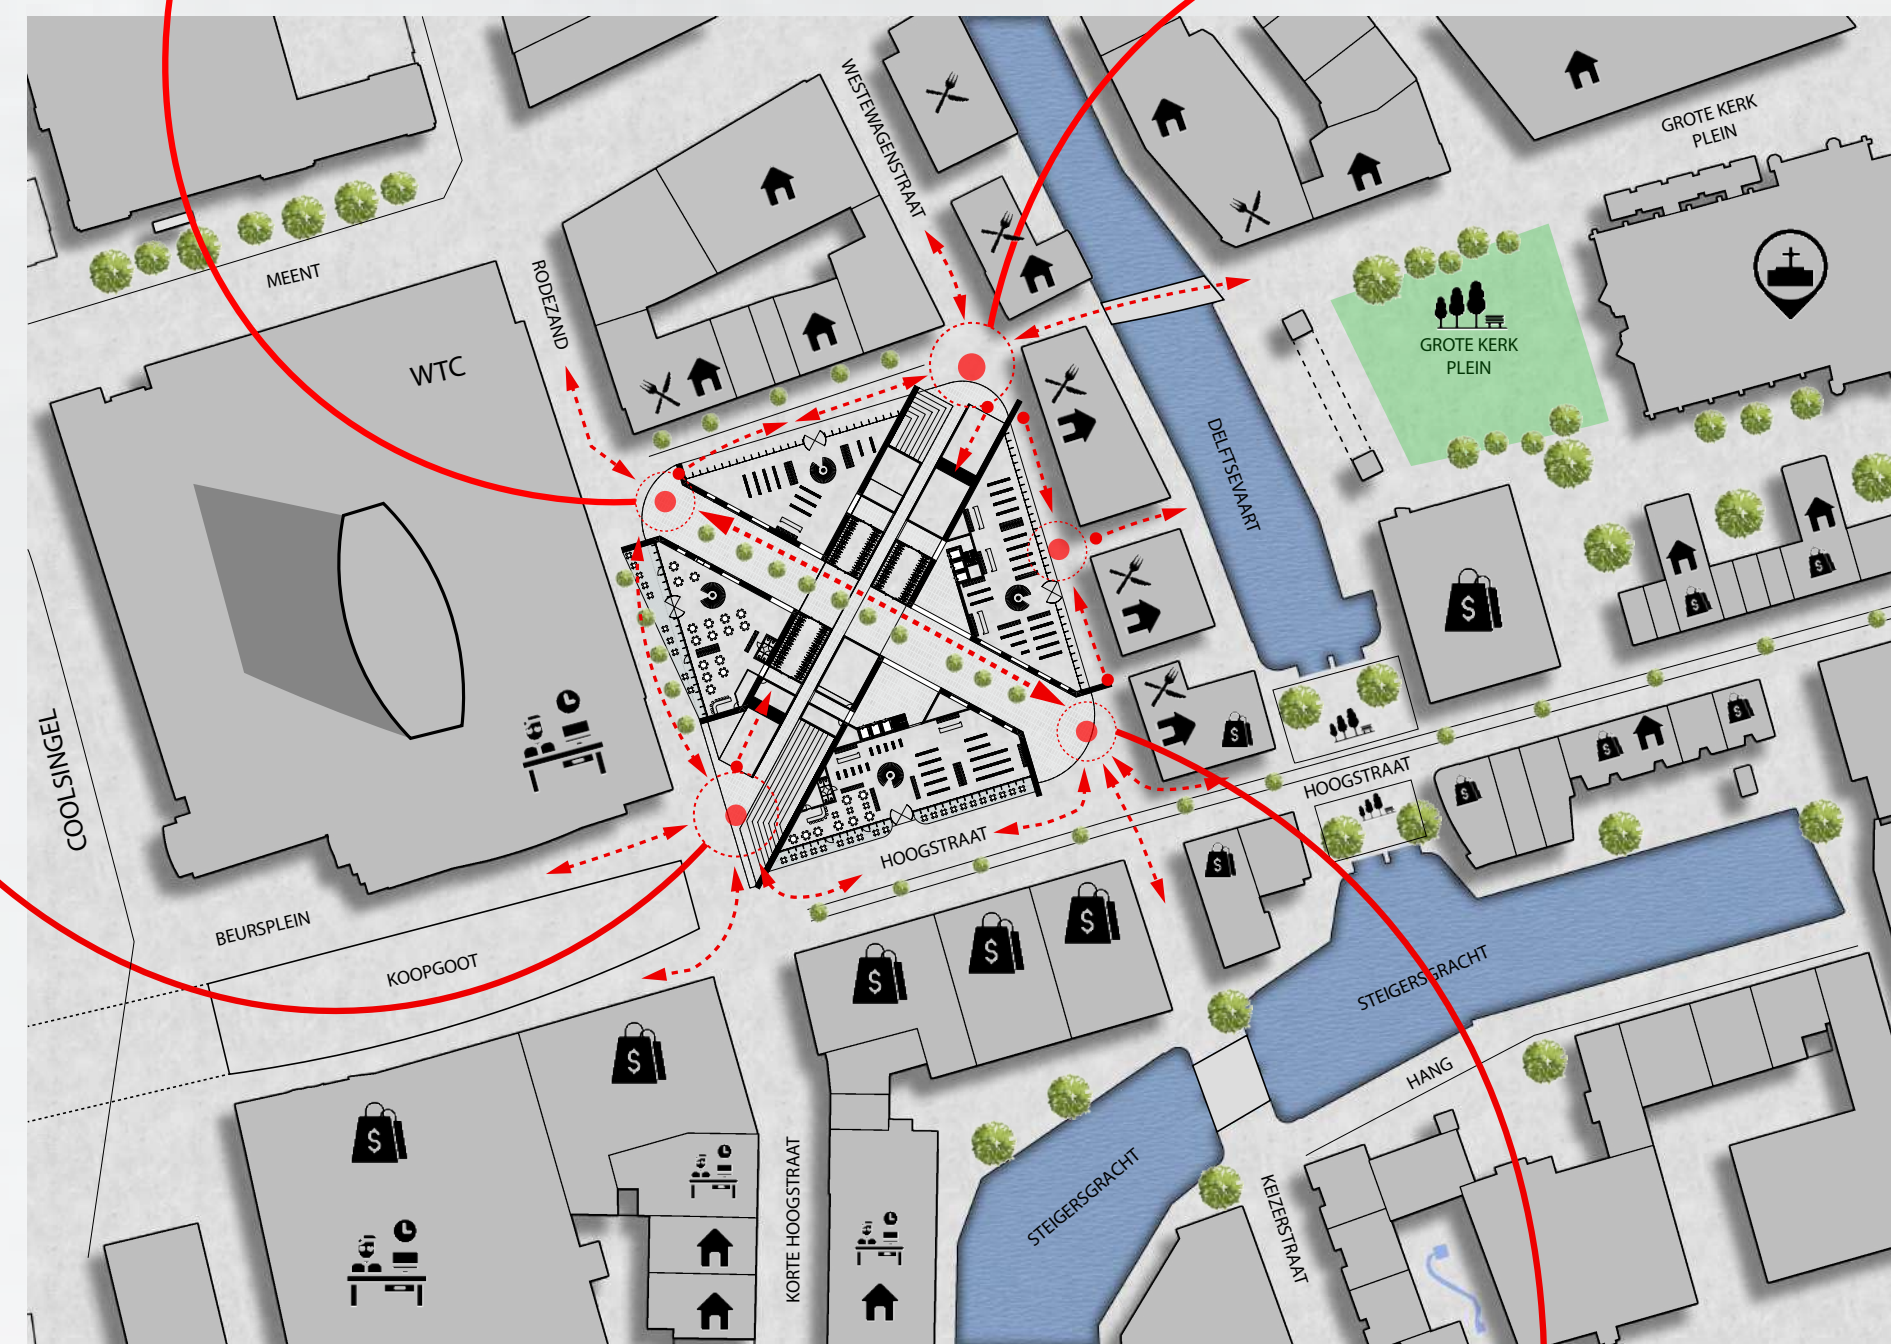 GROTE KERK
PLEIN
WESTEWAGENSTRAAT
MEENT
RODEZAND
GROTE KERK
PLEIN
WTC
DELFTSEVAART
COOLSINGEL
HOOGSTRAAT
HOOGSTRAAT
BEURSPLEIN
KOOPGOOT
STEIGERSGRACHT
HANG
STEIGERSGRACHT
KORTE HOOGSTRAAT
KEIZERSTRAAT
$
$
$
$
$
$
$
$
$
$
$
$